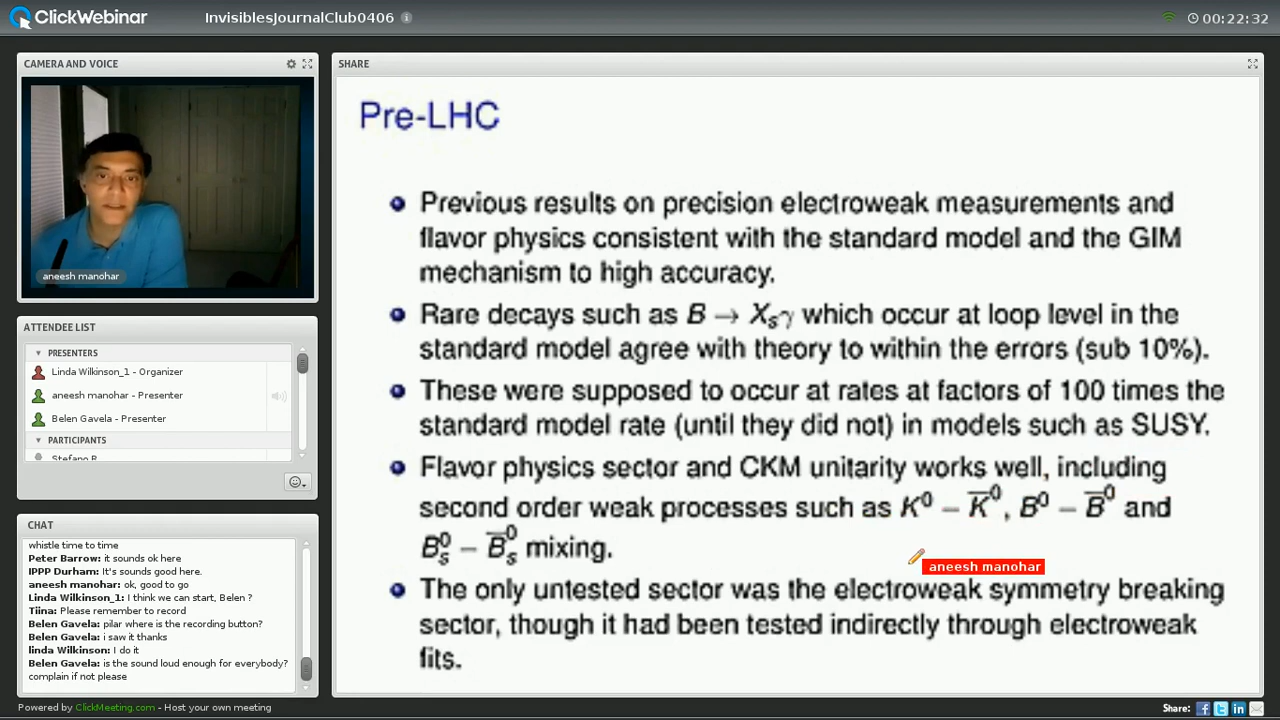 ClickWebinar
InvisiblesJournalClub0406
00:22:32
CAMERA AND VOICE
aneesh manohar
ATTENDEE LIST
PRESENTERS
Linda Wilkinson_1 - Organizer
aneesh manohar - Presenter
Belen Gavela - Presenter
PARTICIPANTS
Stefano R
CHAT
whistle time to time
Peter Barrow: it sounds ok here
IPPP Durham: It's sounds good here.
aneesh manohar: ok, good to go
Linda Wilkinson_1: I think we can start, Belen ?
Tiina: Please remember to record
Belen Gavela: pilar where is the recording button?
Belen Gavela: i saw it thanks
linda Wilkinson: I do it
Belen Gavela: is the sound loud enough for everybody?
complain if not please
SHARE
Pre-LHC
Previous results on precision electroweak measurements and
flavor physics consistent with the standard model and the GIM
mechanism to high accuracy.
Rare decays such as B → Xsγ which occur at loop level in the
standard model agree with theory to within the errors (sub 10%).
These were supposed to occur at rates at factors of 100 times the
standard model rate (until they did not) in models such as SUSY.
Flavor physics sector and CKM unitarity works well, including
second order weak processes such as K⁰ − K̅⁰, B⁰ − B̅⁰ and
Bₛ⁰ − B̅ₛ⁰ mixing.
aneesh manohar
The only untested sector was the electroweak symmetry breaking
sector, though it had been tested indirectly through electroweak
fits.
Powered by ClickMeeting.com - Host your own meeting
Share: